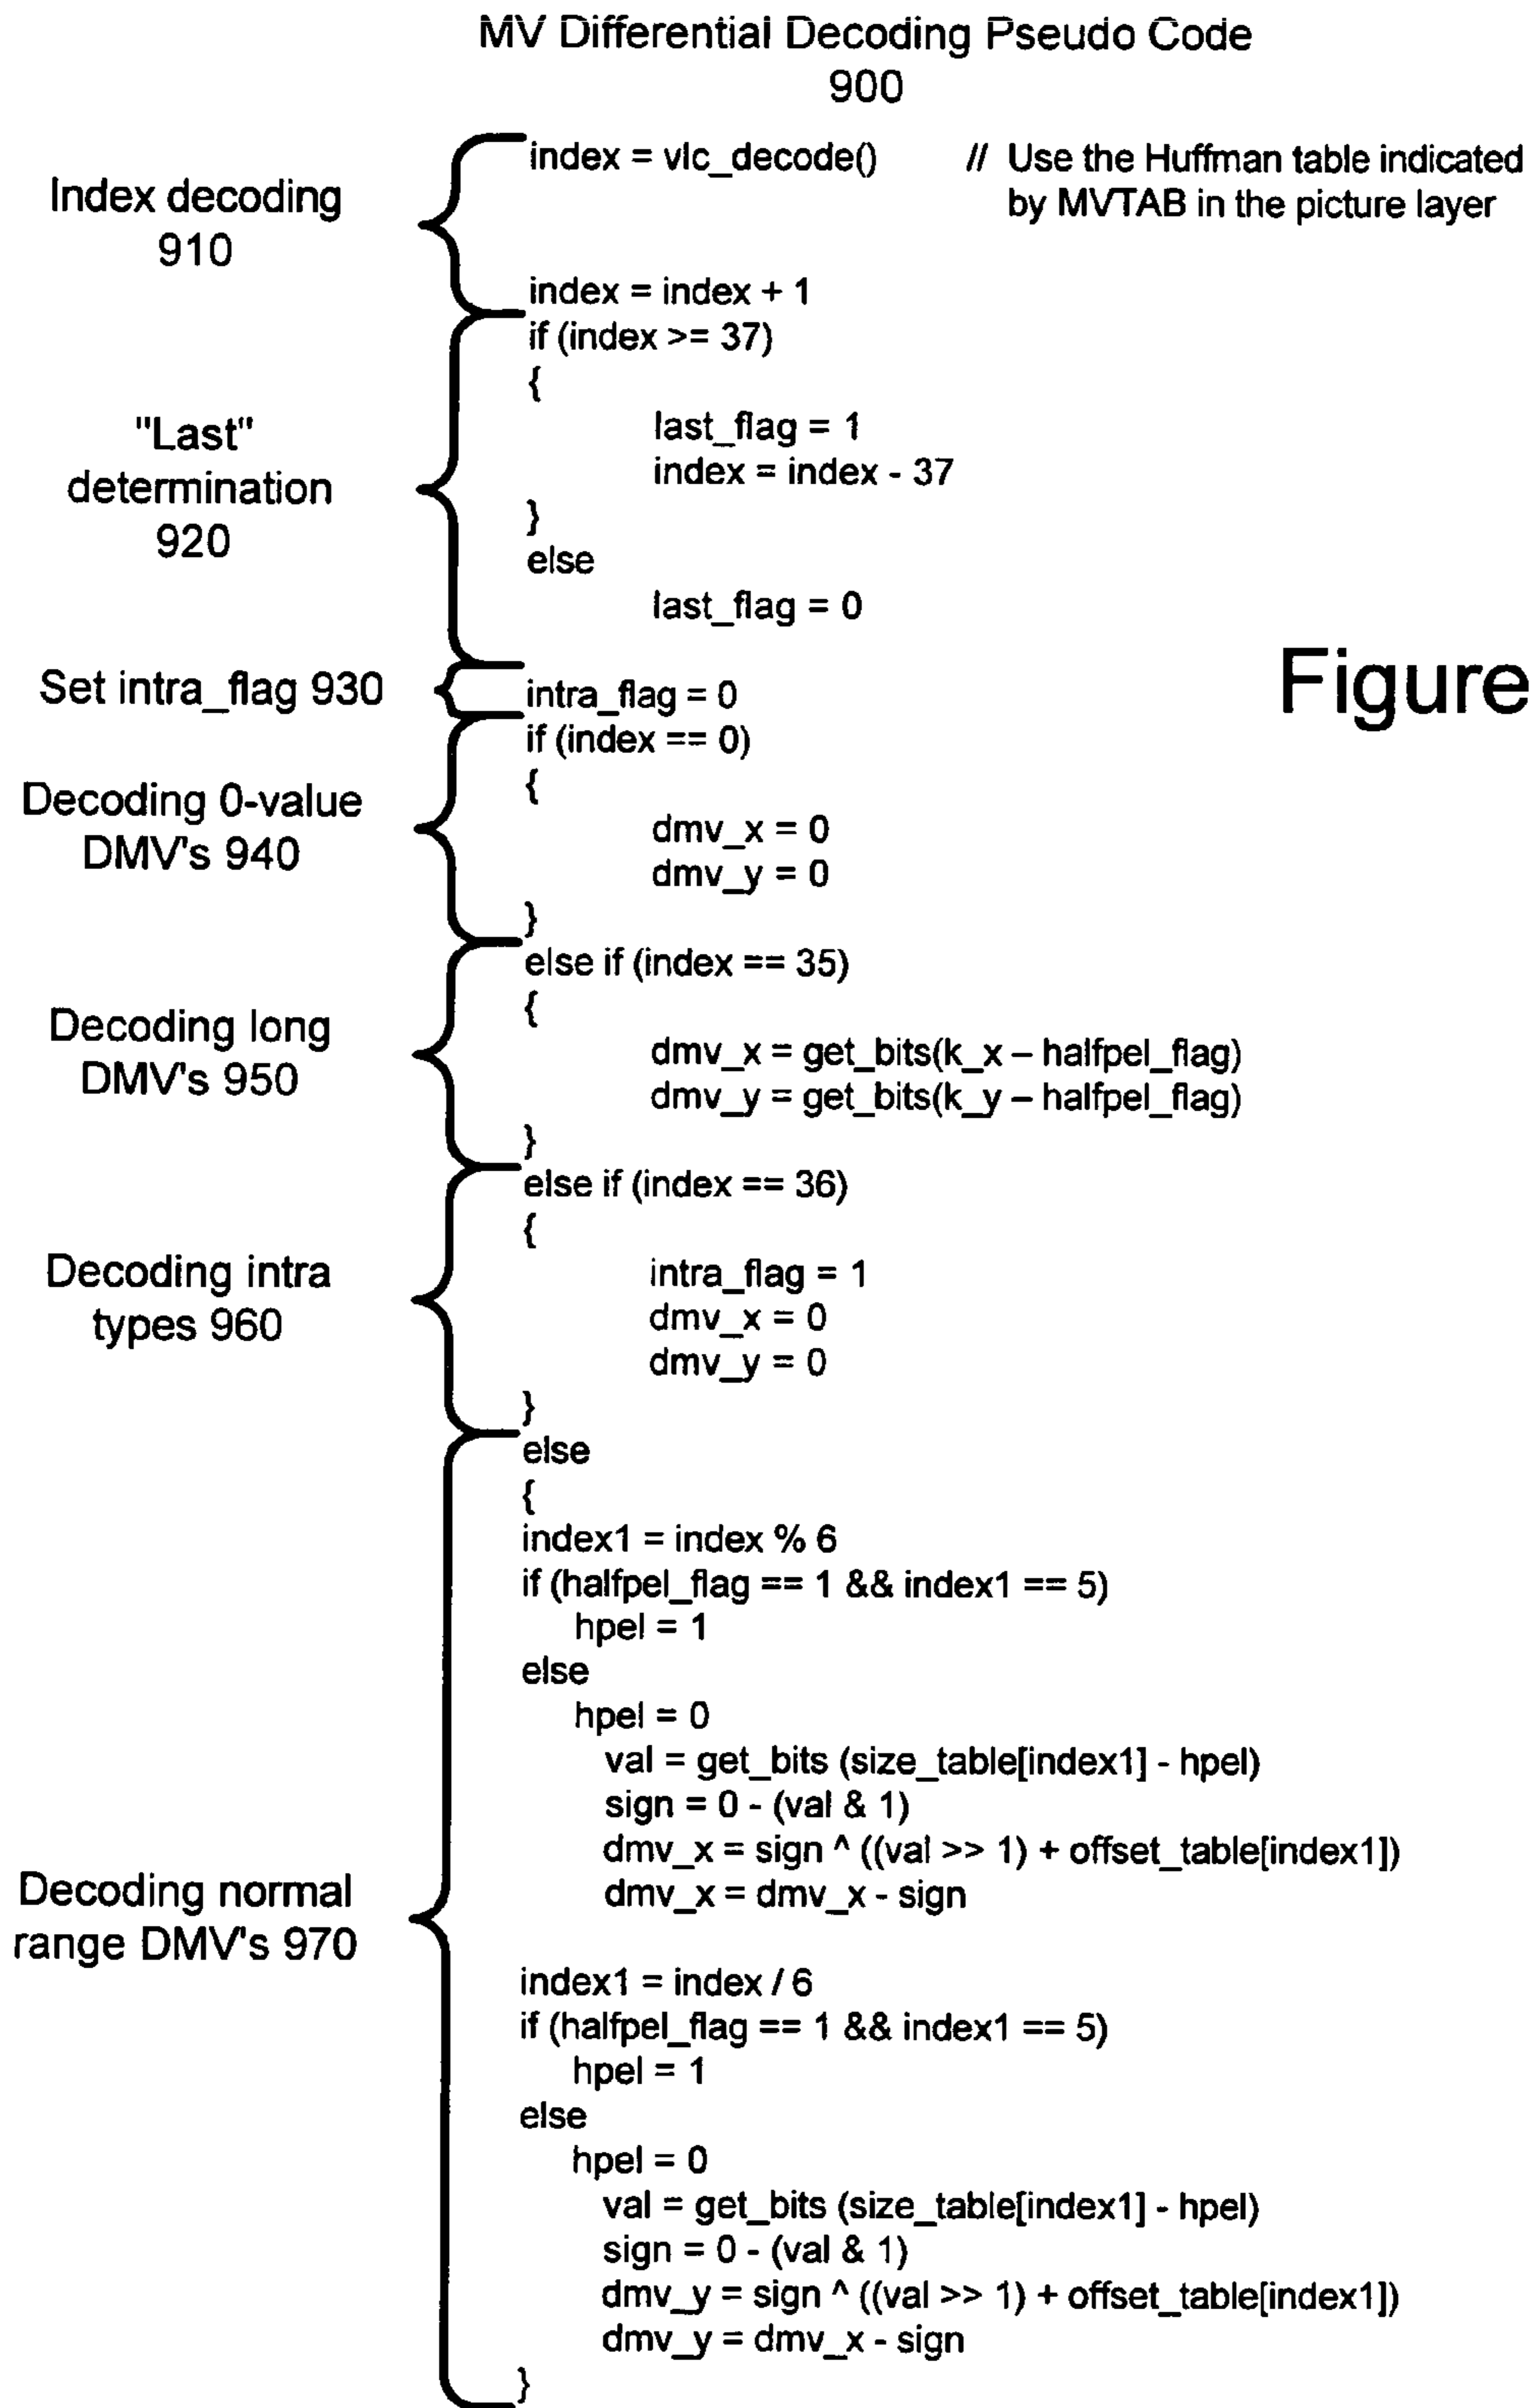 MV Differential Decoding Pseudo Code
900
Index decoding
910
index = vlc_decode() // Use the Huffman table indicated
by MVTAB in the picture layer
index = index + 1
"Last"
determination
920
if (index >= 37)
{
last_flag = 1
index = index - 37
}
else
last_flag = 0
Figure
Set intra_flag 930
intra_flag = 0
Decoding 0-value
DMV's 940
if (index == 0)
{
dmv_x = 0
dmv_y = 0
}
Decoding long
DMV's 950
else if (index == 35)
{
dmv_x = get_bits(k_x – halfpel_flag)
dmv_y = get_bits(k_y – halfpel_flag)
}
Decoding intra
types 960
else if (index == 36)
{
intra_flag = 1
dmv_x = 0
dmv_y = 0
}
Decoding normal
range DMV's 970
else
{
index1 = index % 6
if (halfpel_flag == 1 && index1 == 5)
hpel = 1
else
hpel = 0
val = get_bits (size_table[index1] - hpel)
sign = 0 - (val & 1)
dmv_x = sign ^ ((val >> 1) + offset_table[index1])
dmv_x = dmv_x - sign
index1 = index / 6
if (halfpel_flag == 1 && index1 == 5)
hpel = 1
else
hpel = 0
val = get_bits (size_table[index1] - hpel)
sign = 0 - (val & 1)
dmv_y = sign ^ ((val >> 1) + offset_table[index1])
dmv_y = dmv_x - sign
}